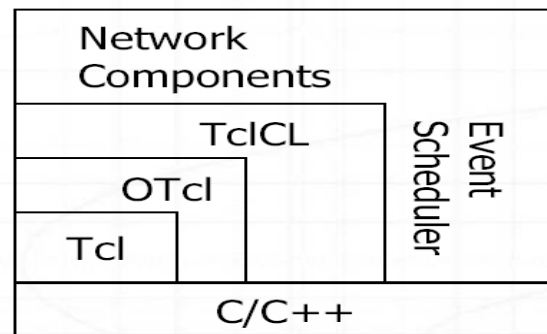 Network
Components
TclCL
Event
Scheduler
OTcl
Tcl
C/C++